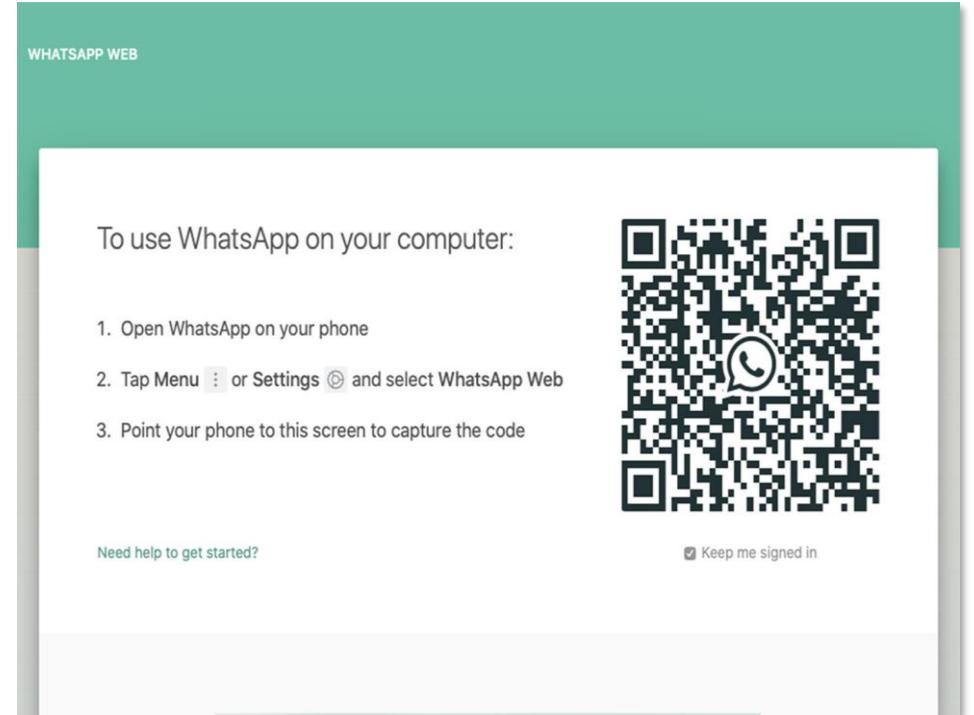 WHATSAPP WEB
To use WhatsApp on your computer:
1. Open WhatsApp on your phone
2. Tap Menu or Settings and select WhatsApp Web
3. Point your phone to this screen to capture the code
Need help to get started?
Keep me signed in